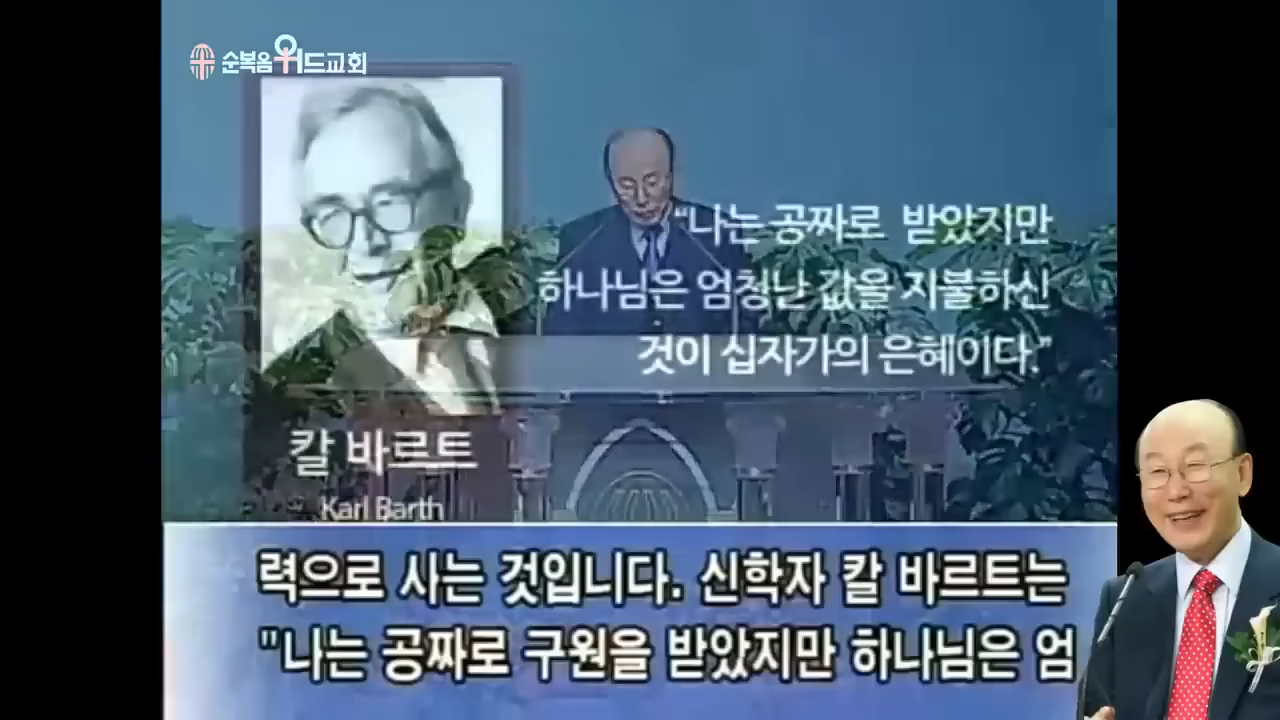 순복음위드교회
"나는 공짜로 받았지만
하나님은 엄청난 값을 지불하신
것이 십자가의 은혜이다."
칼 바르트
Karl Barth
력으로 사는 것입니다. 신학자 칼 바르트는
"나는 공짜로 구원을 받았지만 하나님은 엄